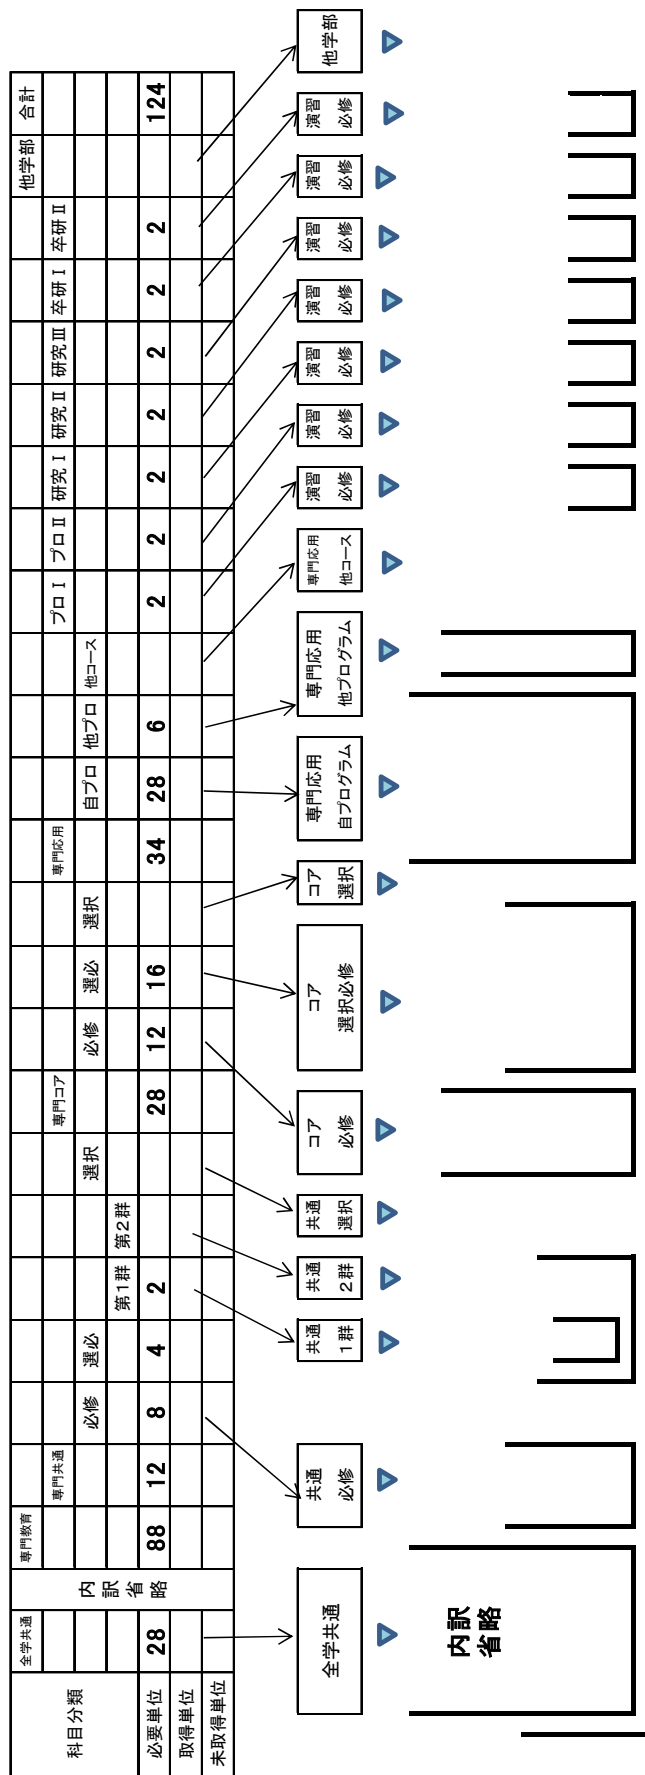 科目分類
全学共通
内訳省略
専門教育
専門共通
必修
選必
第1群
第2群
選択
専門コア
必修
選必
選択
専門応用
自プロ
他プロ
他コース
プロⅠ
プロⅡ
研究Ⅰ
研究Ⅱ
研究Ⅲ
卒研Ⅰ
卒研Ⅱ
他学部
合計
必要単位 28 88 12 8 4 2 28 12 16 34 28 6 2 2 2 2 2 2 2 124
取得単位
未取得単位
全学共通
共通
必修
共通
1群
共通
2群
共通
選択
コア
必修
コア
選択必修
コア
選択
専門応用
自プログラム
専門応用
他プログラム
専門応用
他コース
演習
必修
演習
必修
演習
必修
演習
必修
演習
必修
演習
必修
演習
必修
他学部
内訳
省略